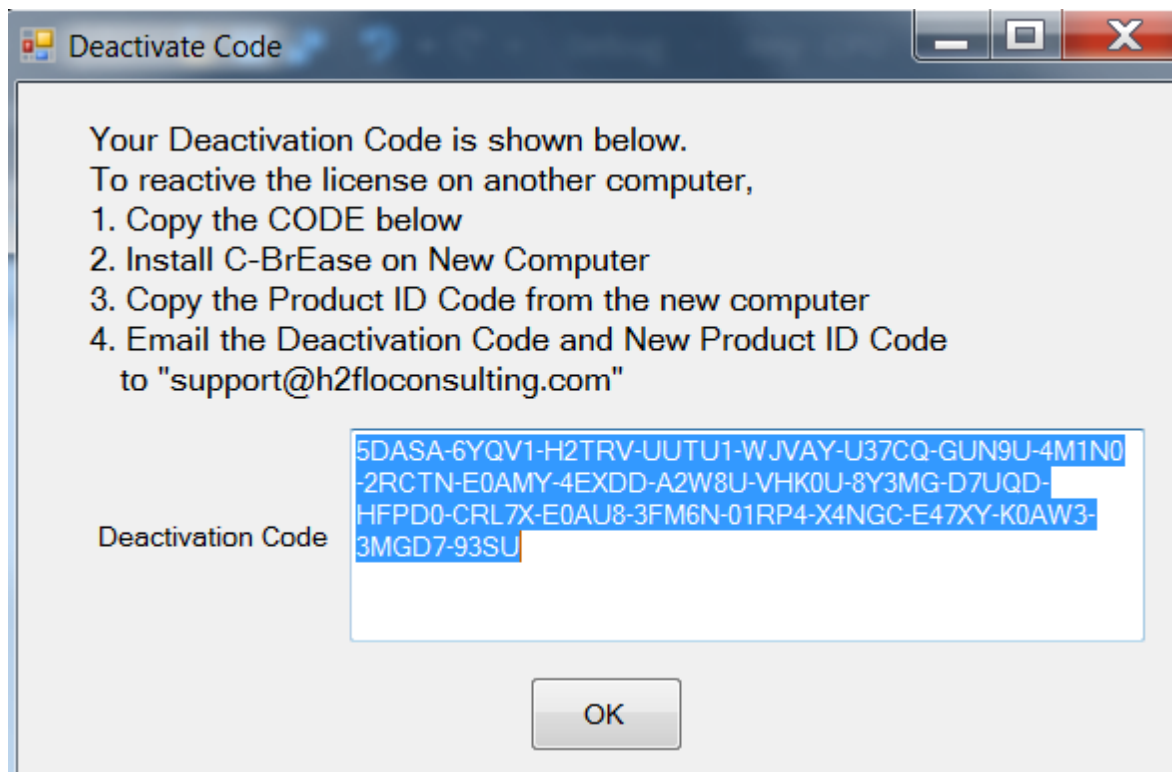 Deactivate Code
Your Deactivation Code is shown below.
To reactive the license on another computer,
1. Copy the CODE below
2. Install C-BrEase on New Computer
3. Copy the Product ID Code from the new computer
4. Email the Deactivation Code and New Product ID Code
to "support@h2floconsulting.com"
Deactivation Code
5DASA-6YQV1-H2TRV-UUTU1-WJVAY-U37CQ-GUN9U-4M1N0
-2RCTN-E0AMY-4EXDD-A2W8U-VHK0U-8Y3MG-D7UQD-
HFPD0-CRL7X-E0AU8-3FM6N-01RP4-X4NGC-E47XY-K0AW3-
3MGD7-93SU
OK